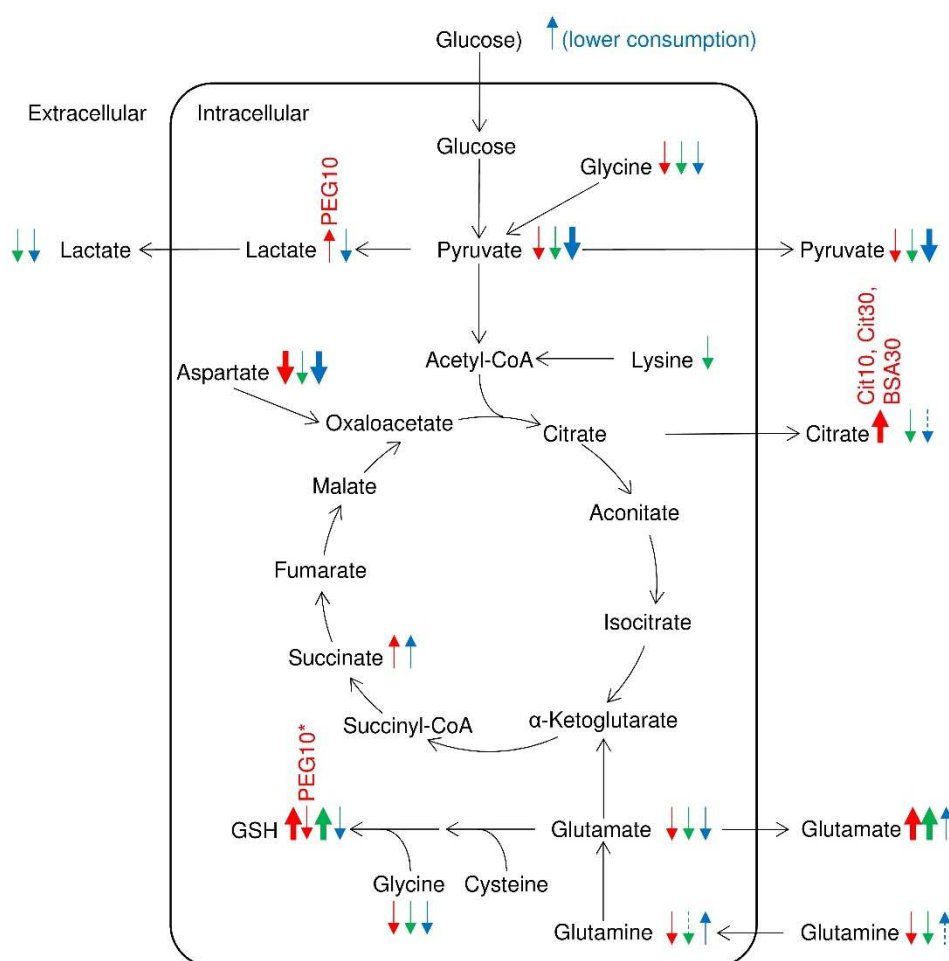 Glucose) (lower consumption)
Extracellular Intracellular
Glucose
Glycine
PEG10
Lactate Lactate Pyruvate Pyruvate
Cit10, Cit30,
BSA30
Acetyl-CoA Lysine
Aspartate
Oxaloacetate Citrate Citrate
Malate
Aconitate
Fumarate
Isocitrate
Succinate
Succinyl-CoA α-Ketoglutarate
PEG10*
GSH Glutamate Glutamate
Glycine Cysteine
Glutamine Glutamine